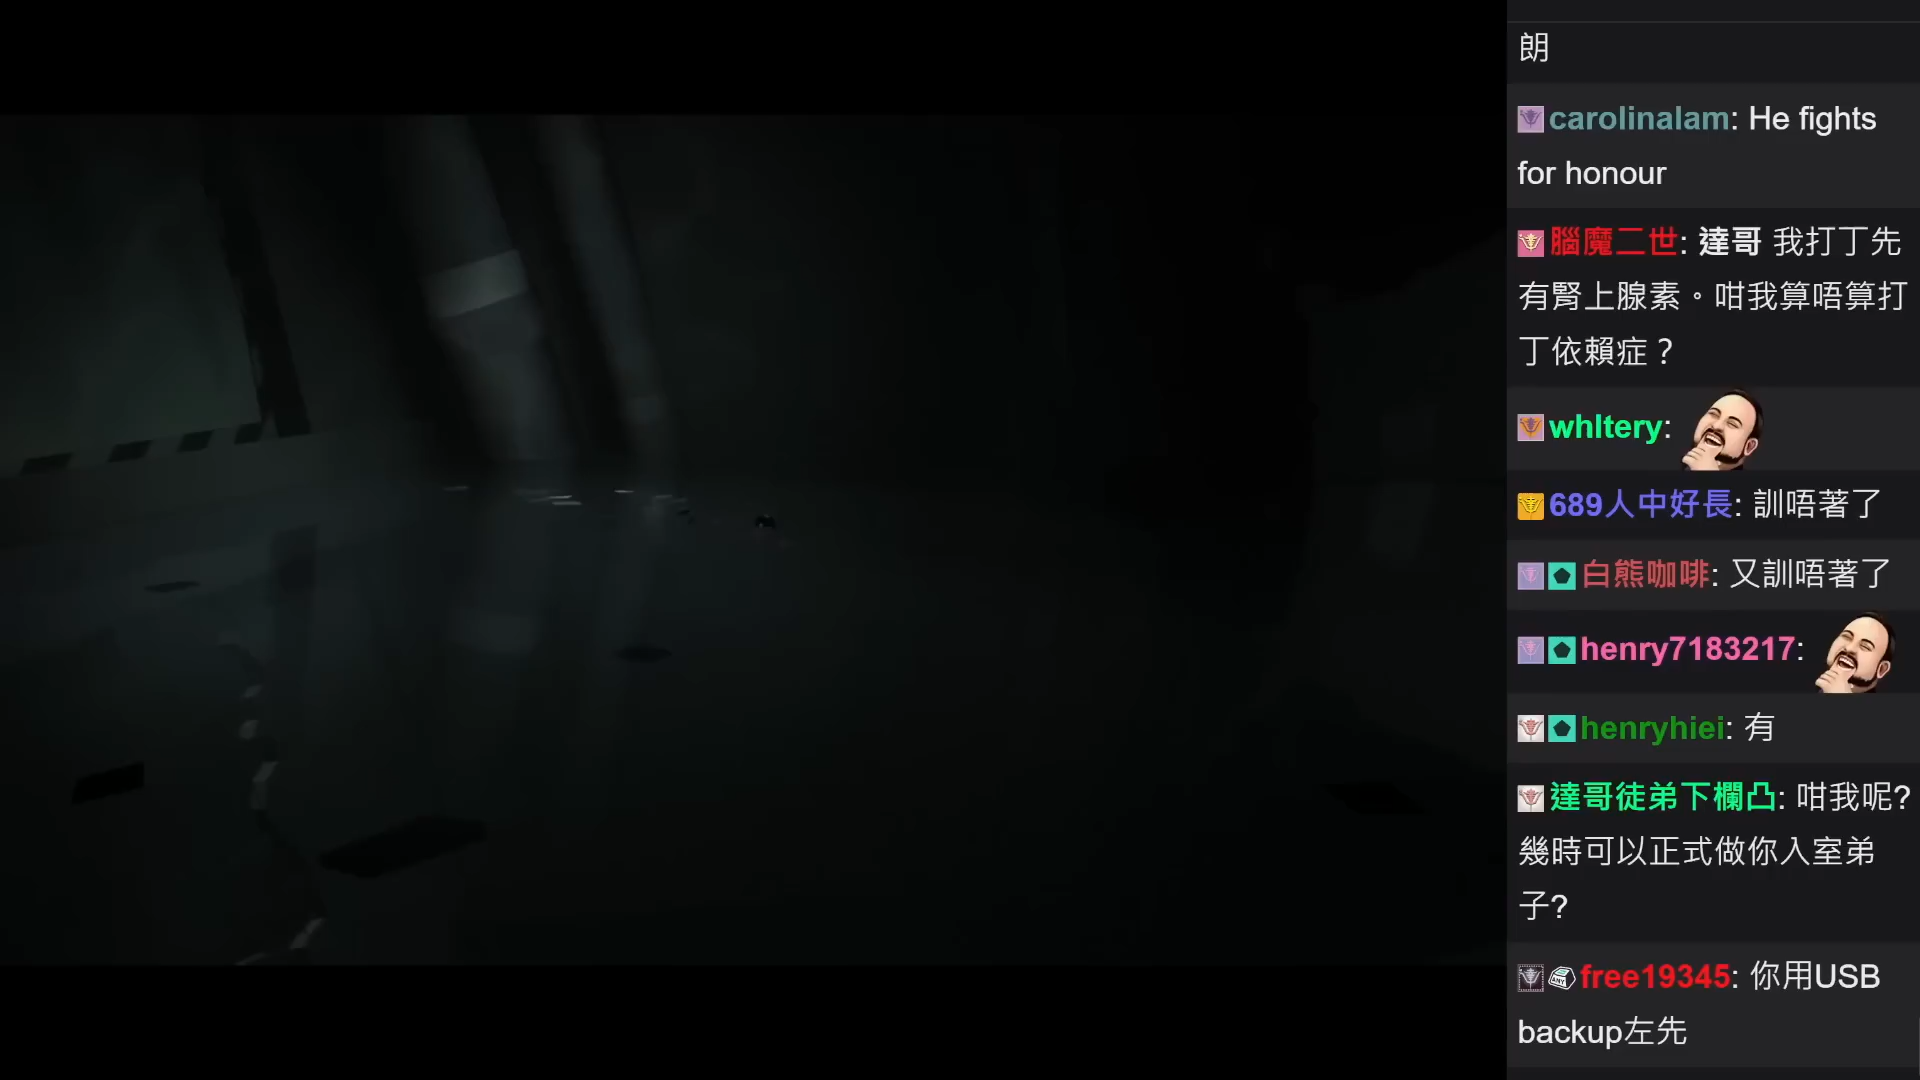 朗
carolinalam: He fights
for honour
腦魔二世: 達哥 我打丁先
有腎上腺素。咁我算唔算打
丁依賴症？
whltery:
689人中好長: 訓唔著了
白熊咖啡: 又訓唔著了
henry7183217:
henryhiei: 有
達哥徒弟下欄凸: 咁我呢?
幾時可以正式做你入室弟
子?
free19345: 你用USB
backup左先